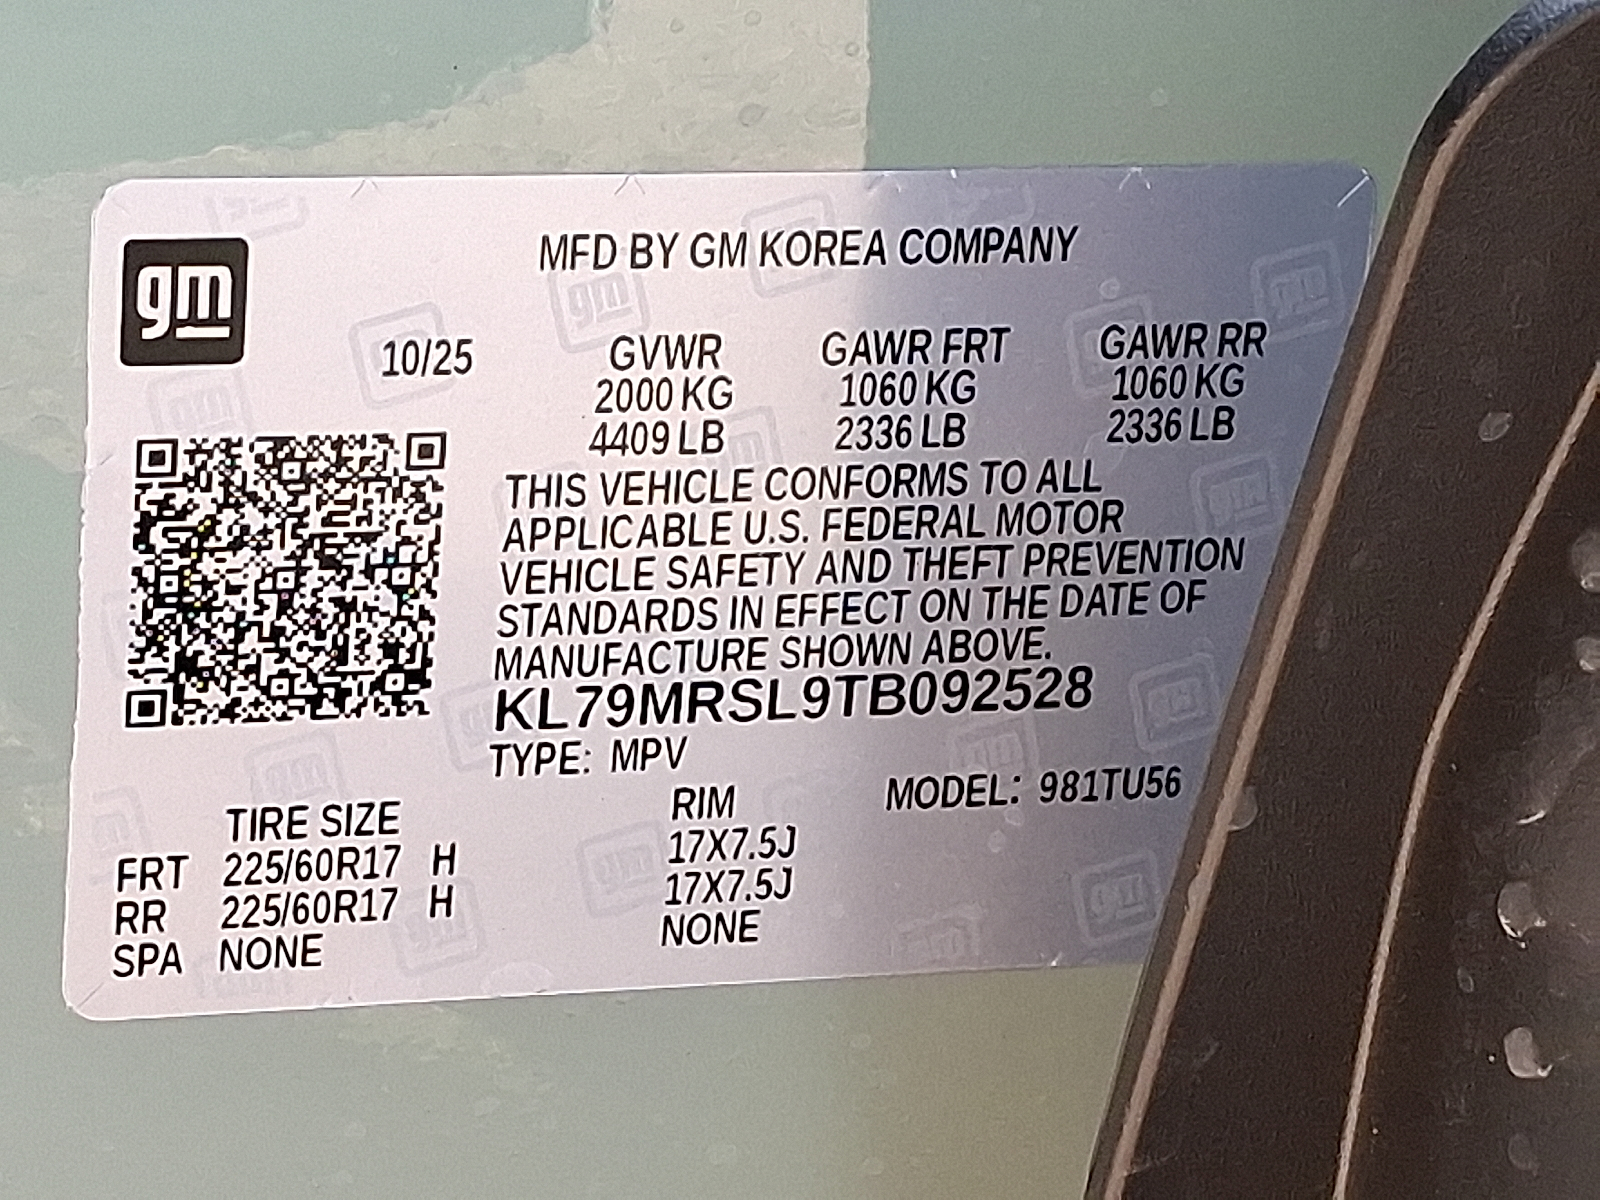 gm
MFD BY GM KOREA COMPANY
10/25 GVWR GAWR FRT GAWR RR
2000 KG 1060 KG 1060 KG
4409 LB 2336 LB 2336 LB
THIS VEHICLE CONFORMS TO ALL
APPLICABLE U.S. FEDERAL MOTOR
VEHICLE SAFETY AND THEFT PREVENTION
STANDARDS IN EFFECT ON THE DATE OF
MANUFACTURE SHOWN ABOVE.
KL79MRSL9TB092528
TYPE: MPV
MODEL: 981TU56
TIRE SIZE RIM
FRT 225/60R17 H 17X7.5J
RR 225/60R17 H 17X7.5J
SPA NONE NONE